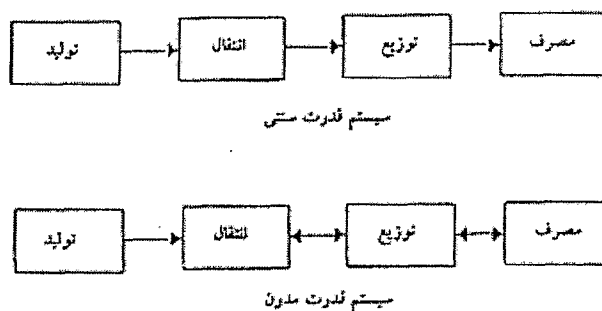 تولید انتقال توزیع مصرف
سیستم قدرت سنتی
تولید انتقال توزیع مصرف
سیستم قدرت مدرن